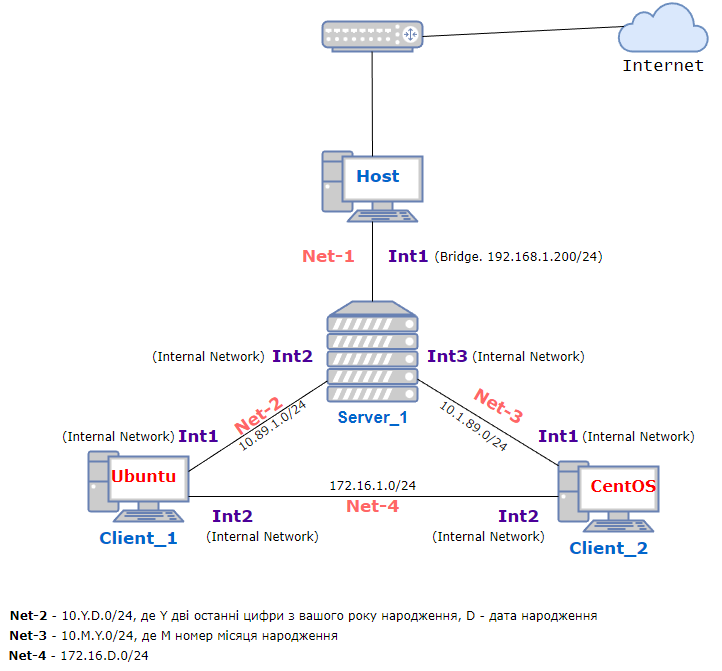 Internet
Host
Net-1 Int1 (Bridge. 192.168.1.200/24)
(Internal Network) Int2 Int3 (Internal Network)
Net-2
10.89.1.0/24
Server_1
Net-3
10.1.89.0/24
(Internal Network) Int1 Int1 (Internal Network)
Ubuntu
172.16.1.0/24
CentOS
Net-4
Int2 Int2
(Internal Network) (Internal Network)
Client_1
Client_2
Net-2 - 10.Y.D.0/24, де Y дві останні цифри з вашого року народження, D - дата народження
Net-3 - 10.M.Y.0/24, де M номер місяця народження
Net-4 - 172.16.D.0/24